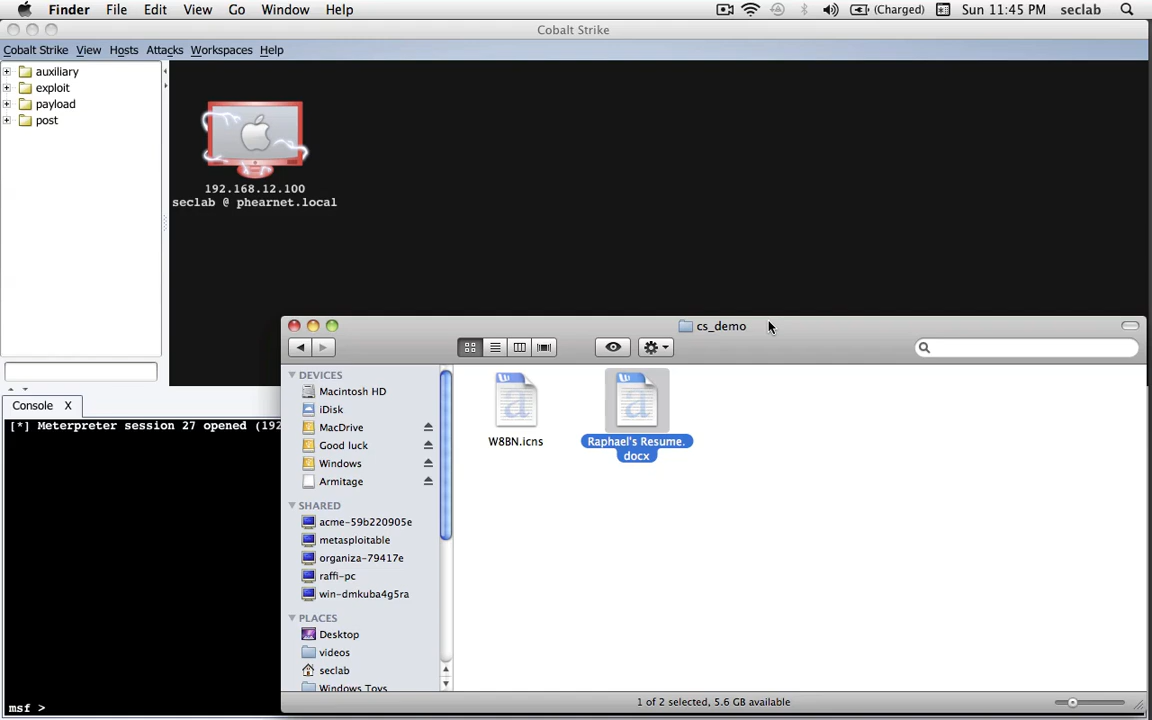 Finder File Edit View Go Window Help (Charged) Sun 11:45 PM seclab
Cobalt Strike
Cobalt Strike View Hosts Attacks Workspaces Help
auxiliary
exploit
payload
post
192.168.12.100
seclab @ phearnet.local
Console X
[*] Meterpreter session 27 opened (192
msf >
cs_demo
DEVICES
Macintosh HD
iDisk
MacDrive
Good luck
Windows
Armitage
SHARED
acme-59b220905e
metasploitable
organiza-79417e
raffi-pc
win-dmkuba4g5ra
PLACES
Desktop
videos
seclab
Windows Toys
W8BN.icns
Raphael's Resume.
docx
1 of 2 selected, 5.6 GB available